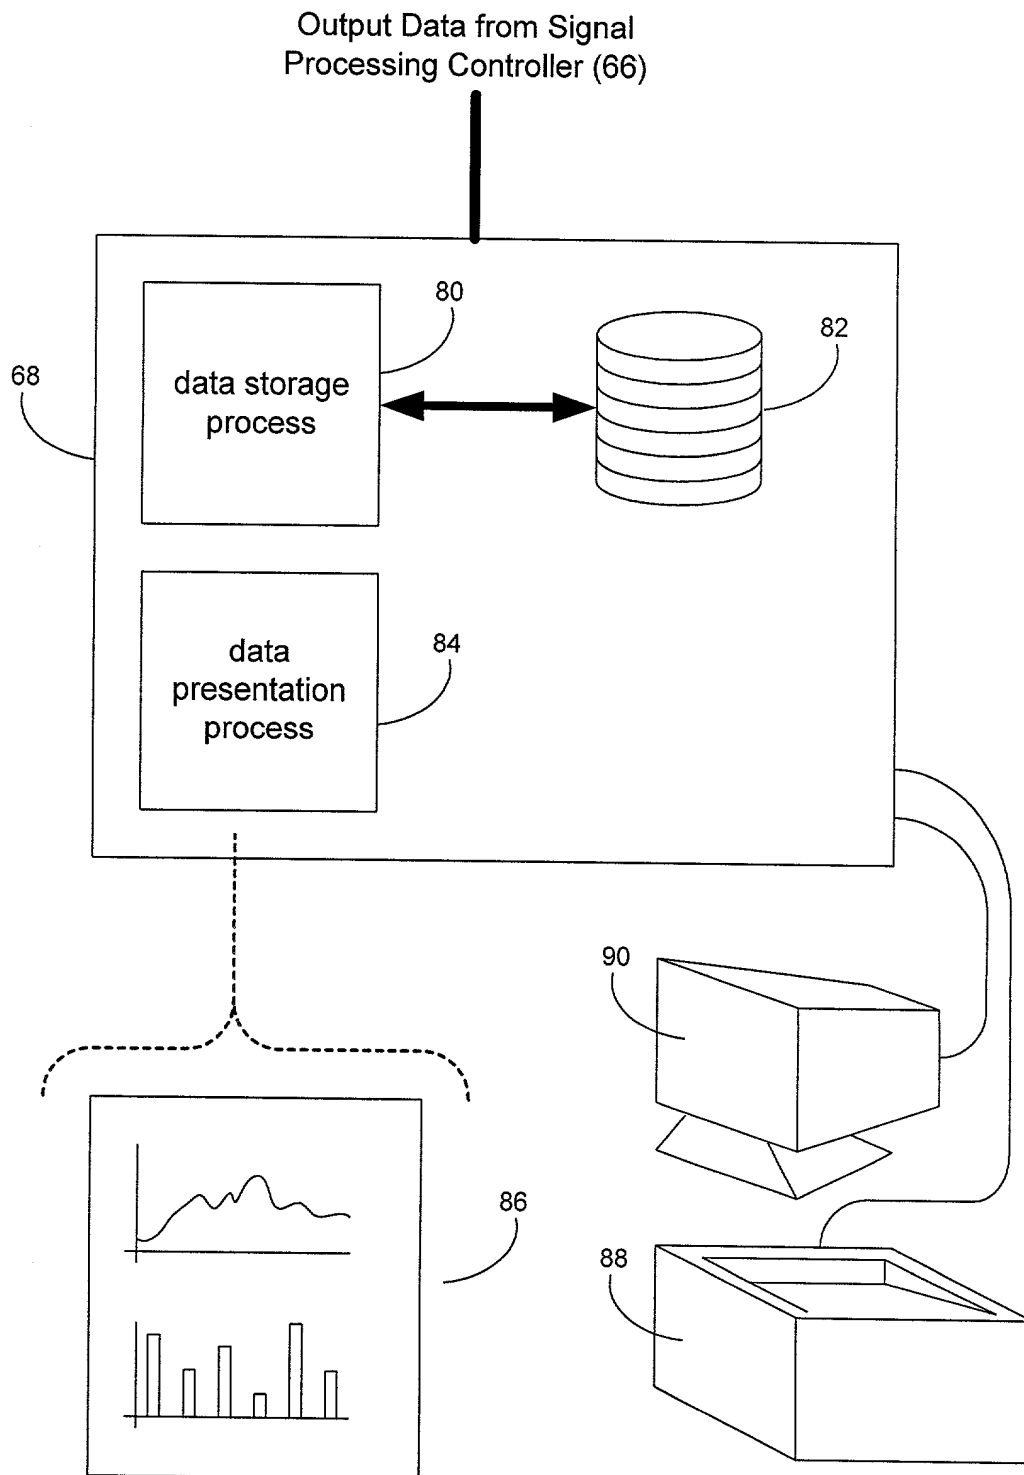 Output Data from Signal
Processing Controller (66)
80
82
68
data storage
process
84
data
presentation
process
90
86
88